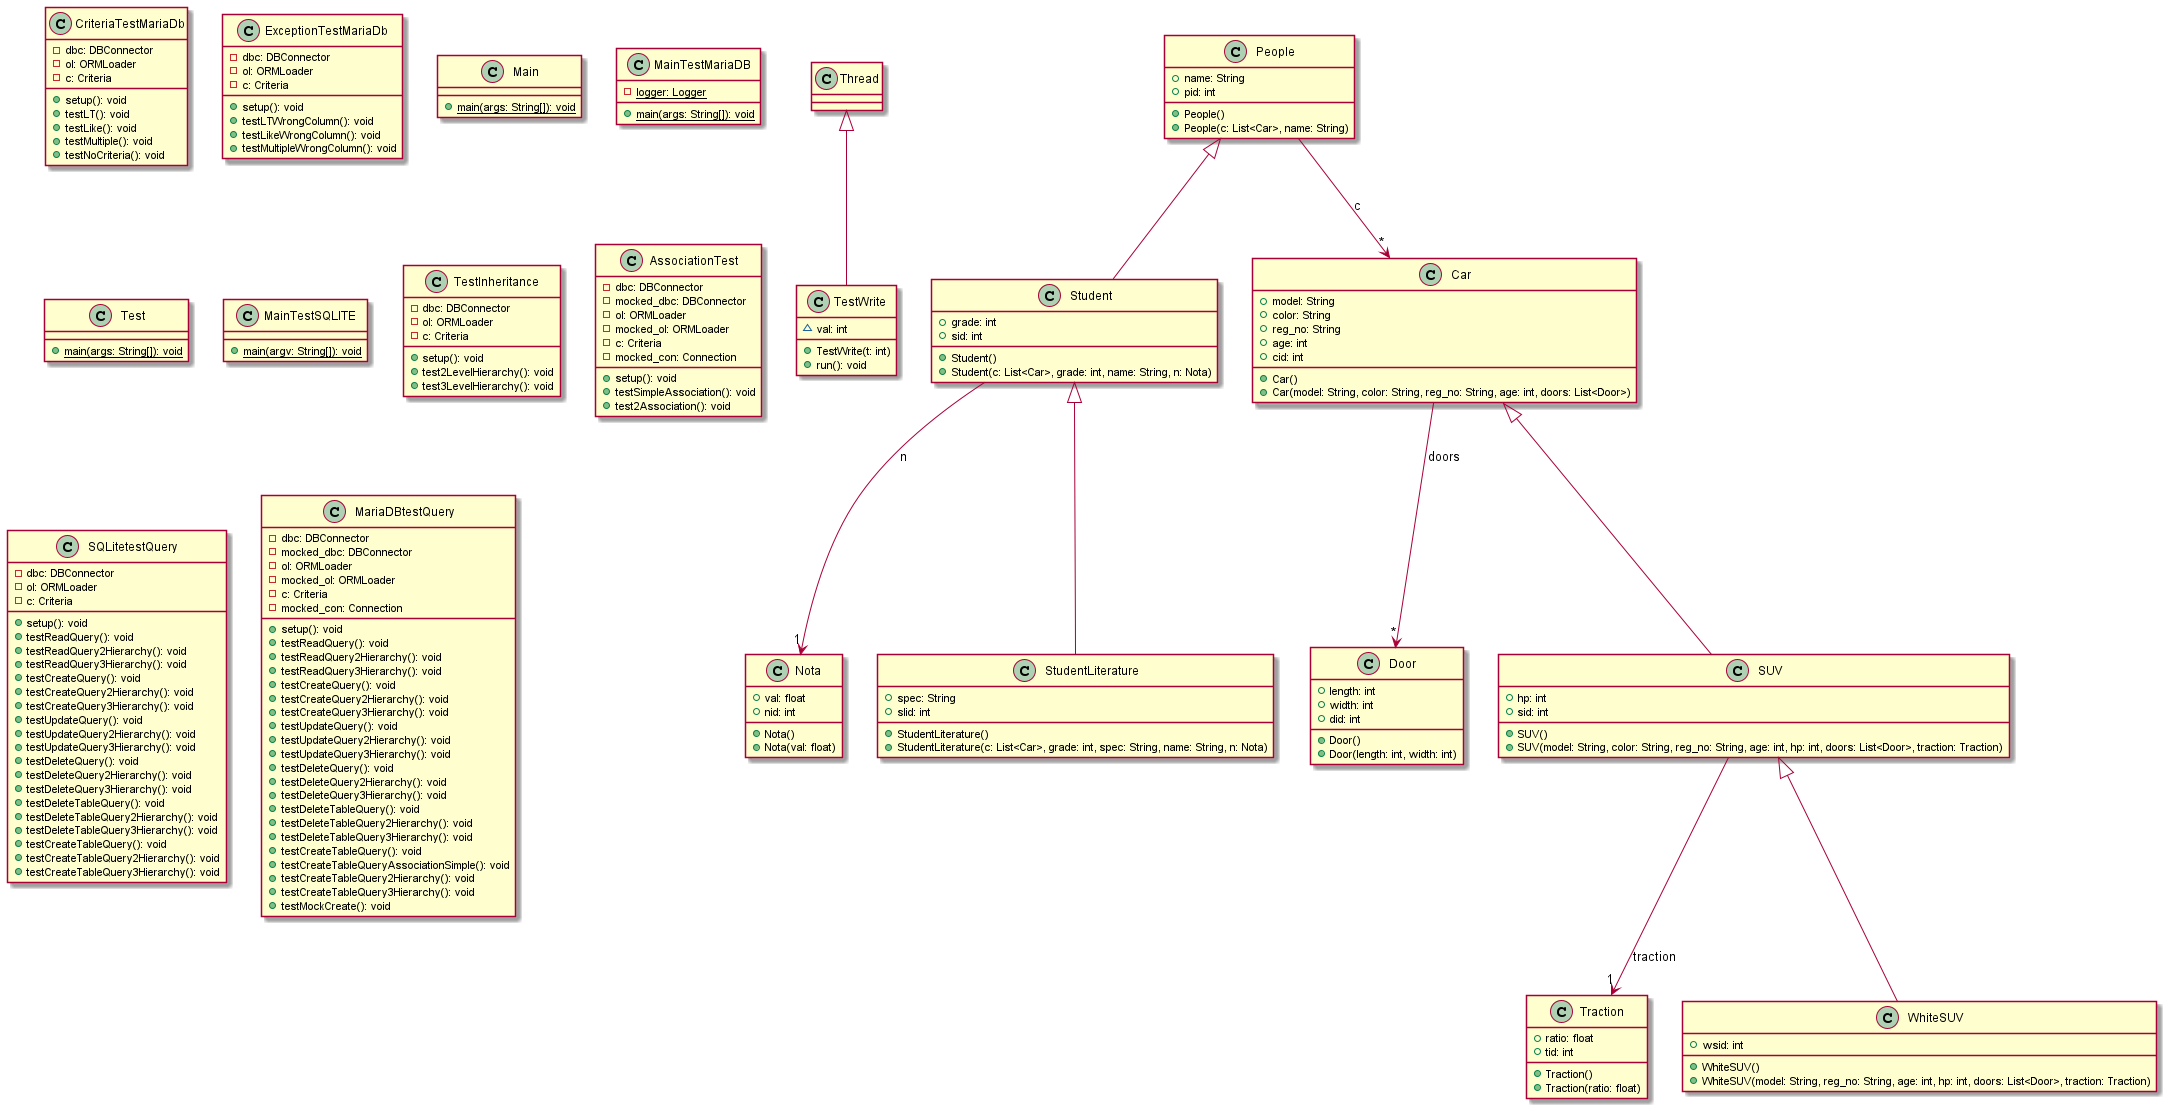 C CriteriaTestMariaDb
dbc: DBConnector
ol: ORMLoader
c: Criteria
setup(): void
testLT(): void
testLike(): void
testMultiple(): void
testNoCriteria(): void
C ExceptionTestMariaDb
dbc: DBConnector
ol: ORMLoader
c: Criteria
setup(): void
testLTWrongColumn(): void
testLikeWrongColumn(): void
testMultipleWrongColumn(): void
C Main
main(args: String[]): void
C MainTestMariaDB
logger: Logger
main(args: String[]): void
C Thread
C People
name: String
pid: int
People()
People(c: List<Car>, name: String)
c
*
C Test
main(args: String[]): void
C MainTestSQLITE
main(argv: String[]): void
C TestInheritance
dbc: DBConnector
ol: ORMLoader
c: Criteria
setup(): void
test2LevelHierarchy(): void
test3LevelHierarchy(): void
C AssociationTest
dbc: DBConnector
mocked_dbc: DBConnector
ol: ORMLoader
mocked_ol: ORMLoader
c: Criteria
mocked_con: Connection
setup(): void
testSimpleAssociation(): void
test2Association(): void
C TestWrite
val: int
TestWrite(t: int)
run(): void
C Student
grade: int
sid: int
Student()
Student(c: List<Car>, grade: int, name: String, n: Nota)
C Car
model: String
color: String
reg_no: String
age: int
cid: int
Car()
Car(model: String, color: String, reg_no: String, age: int, doors: List<Door>)
n
1
doors
*
C SQLitetestQuery
dbc: DBConnector
ol: ORMLoader
c: Criteria
setup(): void
testReadQuery(): void
testReadQuery2Hierarchy(): void
testReadQuery3Hierarchy(): void
testCreateQuery(): void
testCreateQuery2Hierarchy(): void
testCreateQuery3Hierarchy(): void
testUpdateQuery(): void
testUpdateQuery2Hierarchy(): void
testUpdateQuery3Hierarchy(): void
testDeleteQuery(): void
testDeleteQuery2Hierarchy(): void
testDeleteQuery3Hierarchy(): void
testDeleteTableQuery(): void
testDeleteTableQuery2Hierarchy(): void
testDeleteTableQuery3Hierarchy(): void
testCreateTableQuery(): void
testCreateTableQuery2Hierarchy(): void
testCreateTableQuery3Hierarchy(): void
C MariaDBtestQuery
dbc: DBConnector
mocked_dbc: DBConnector
ol: ORMLoader
mocked_ol: ORMLoader
c: Criteria
mocked_con: Connection
setup(): void
testReadQuery(): void
testReadQuery2Hierarchy(): void
testReadQuery3Hierarchy(): void
testCreateQuery(): void
testCreateQuery2Hierarchy(): void
testCreateQuery3Hierarchy(): void
testUpdateQuery(): void
testUpdateQuery2Hierarchy(): void
testUpdateQuery3Hierarchy(): void
testDeleteQuery(): void
testDeleteQuery2Hierarchy(): void
testDeleteQuery3Hierarchy(): void
testDeleteTableQuery(): void
testDeleteTableQuery2Hierarchy(): void
testDeleteTableQuery3Hierarchy(): void
testCreateTableQuery(): void
testCreateTableQueryAssociationSimple(): void
testCreateTableQuery2Hierarchy(): void
testCreateTableQuery3Hierarchy(): void
testMockCreate(): void
C Nota
val: float
nid: int
Nota()
Nota(val: float)
C StudentLiterature
spec: String
slid: int
StudentLiterature()
StudentLiterature(c: List<Car>, grade: int, spec: String, name: String, n: Nota)
C Door
length: int
width: int
did: int
Door()
Door(length: int, width: int)
C SUV
hp: int
sid: int
SUV()
SUV(model: String, color: String, reg_no: String, age: int, hp: int, doors: List<Door>, traction: Traction)
traction
1
C Traction
ratio: float
tid: int
Traction()
Traction(ratio: float)
C WhiteSUV
wsid: int
WhiteSUV()
WhiteSUV(model: String, reg_no: String, age: int, hp: int, doors: List<Door>, traction: Traction)